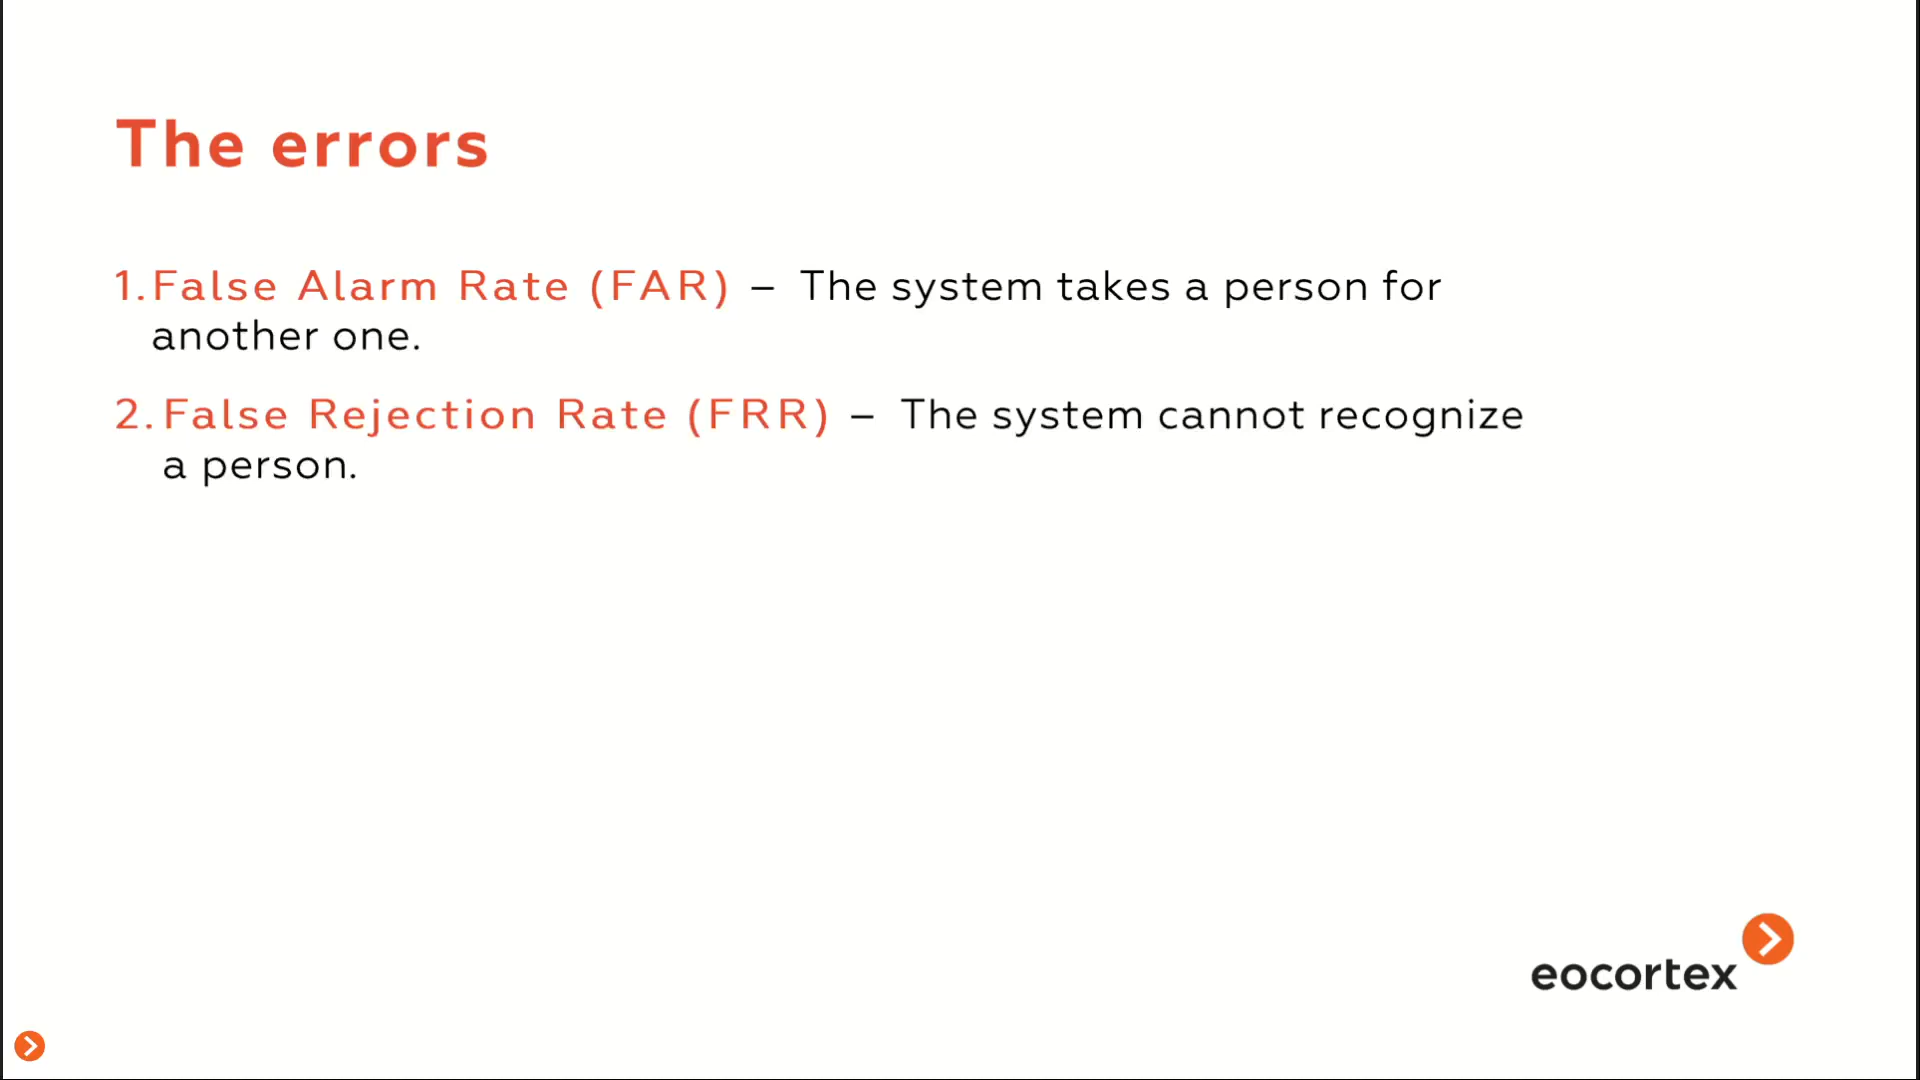 The errors
1. False Alarm Rate (FAR) – The system takes a person for
another one.
2. False Rejection Rate (FRR) – The system cannot recognize
a person.
eocortex